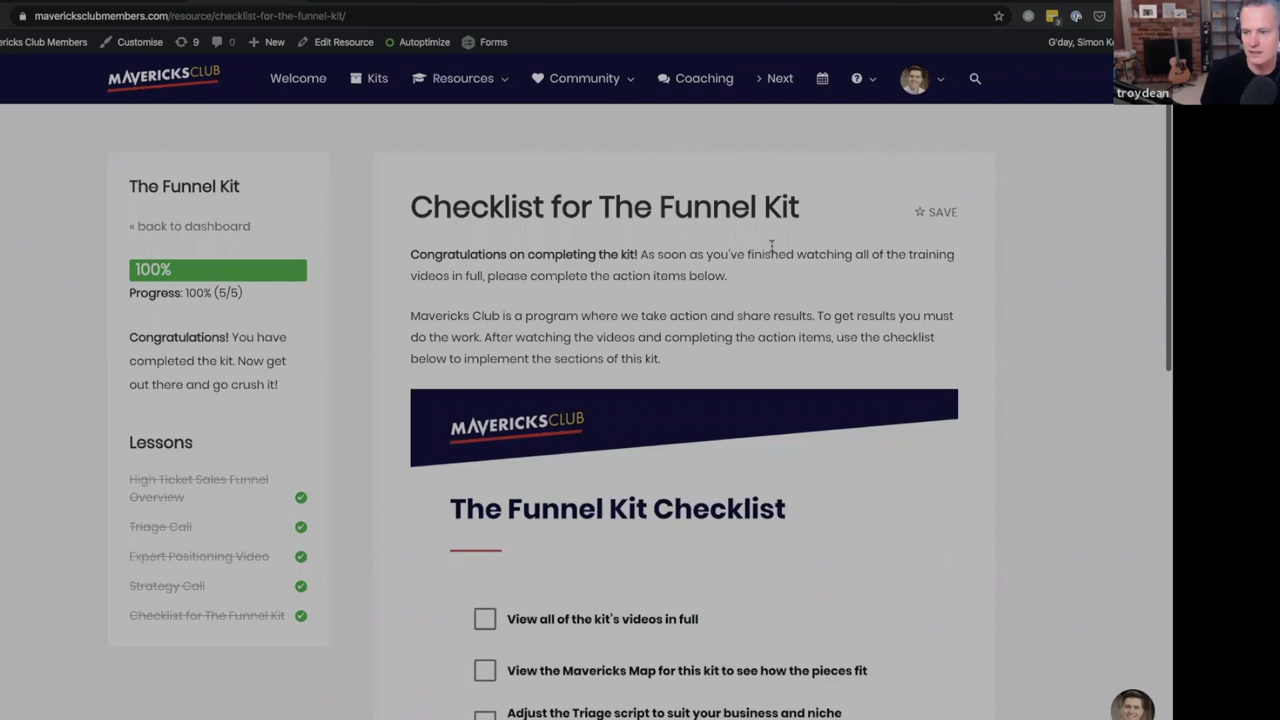 mavericksclubmembers.com/resource/checklist-for-the-funnel-kit/
ericks Club Members Customise 9 0 New Edit Resource Autoptimize Forms G'day, Simon Ke
troydean
MAVERICKSCLUB Welcome Kits Resources Community Coaching Next
The Funnel Kit
« back to dashboard
100%
Progress: 100% (5/5)
Congratulations! You have
completed the kit. Now get
out there and go crush it!
Lessons
High Ticket Sales Funnel
Overview
Triage Call
Expert Positioning Video
Strategy Call
Checklist for The Funnel Kit
Checklist for The Funnel Kit
SAVE
Congratulations on completing the kit! As soon as you've finished watching all of the training
videos in full, please complete the action items below.
Mavericks Club is a program where we take action and share results. To get results you must
do the work. After watching the videos and completing the action items, use the checklist
below to implement the sections of this kit.
MAVERICKSCLUB
The Funnel Kit Checklist
View all of the kit's videos in full
View the Mavericks Map for this kit to see how the pieces fit
Adjust the Triage script to suit your business and niche